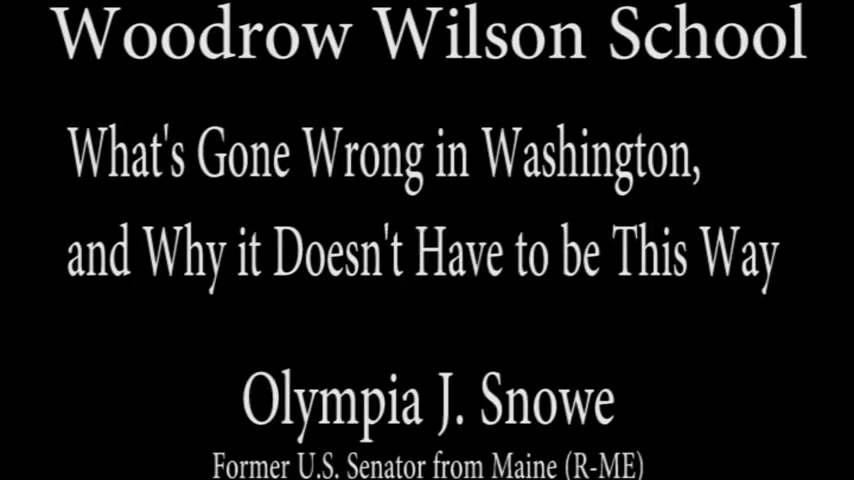 Woodrow Wilson School
What's Gone Wrong in Washington,
and Why it Doesn't Have to be This Way
Olympia J. Snowe
Former U.S. Senator from Maine (R-ME)